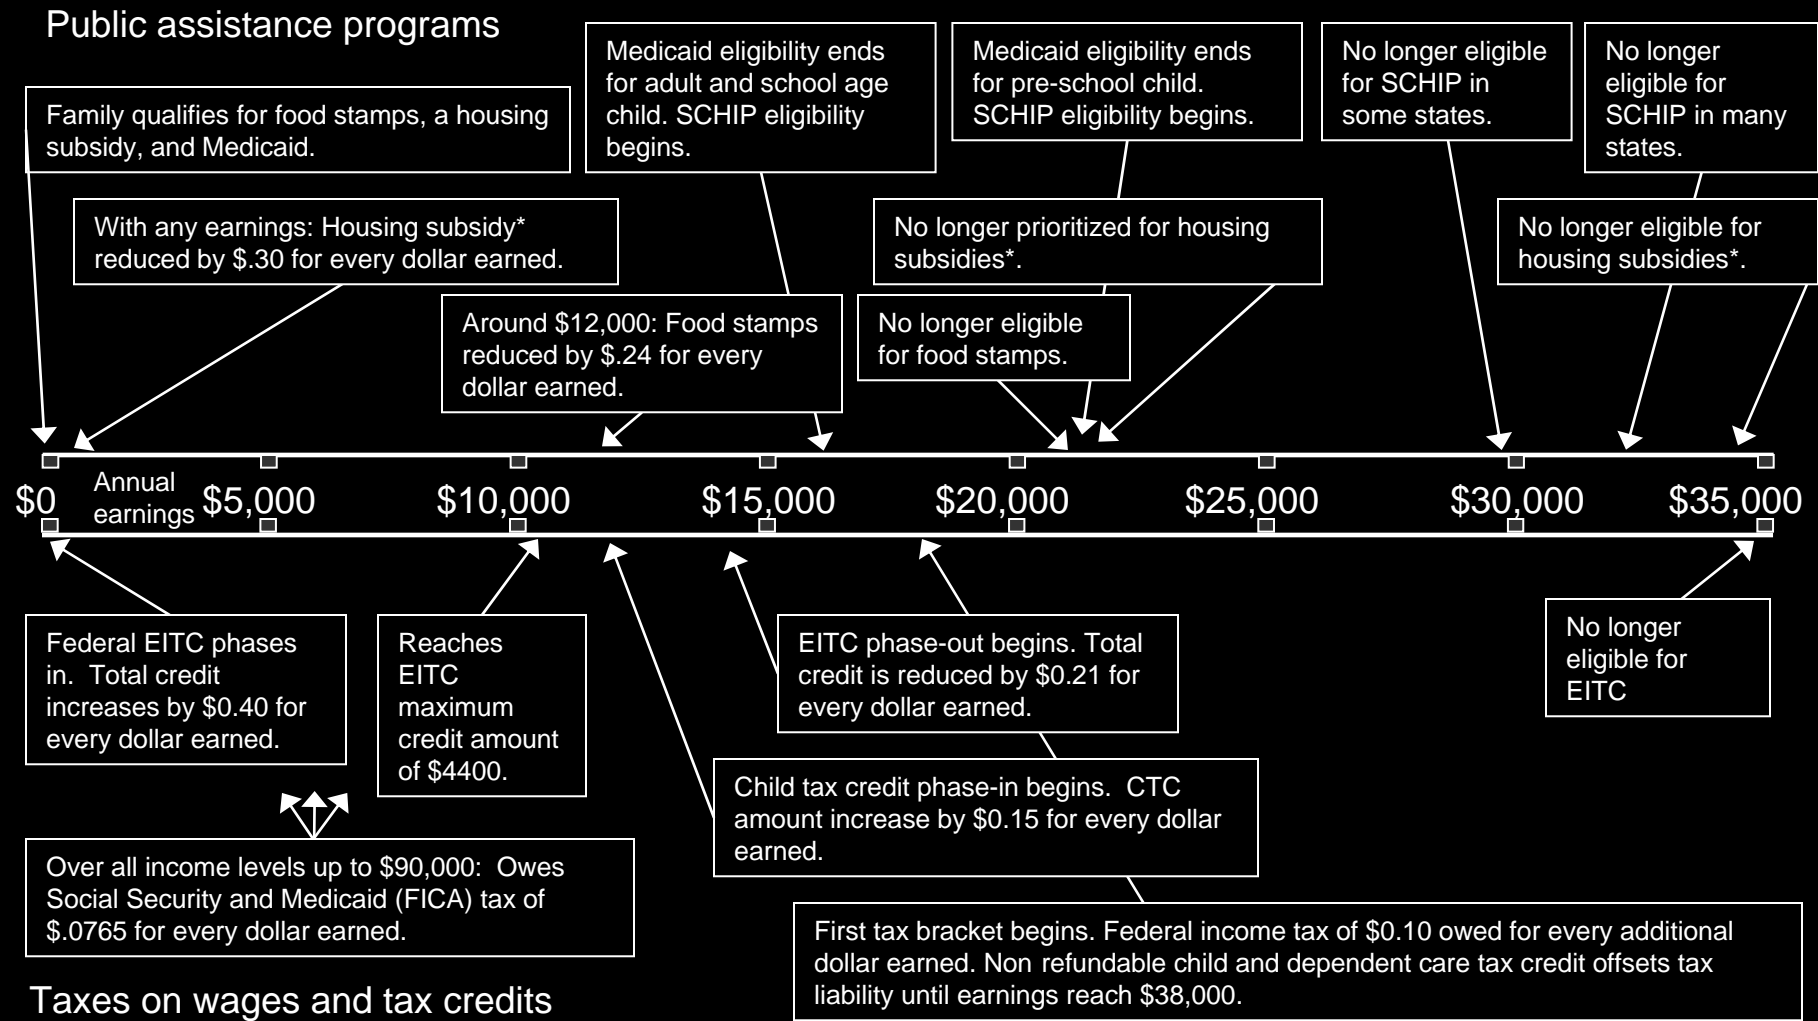 Public assistance programs
Family qualifies for food stamps, a housing
subsidy, and Medicaid.
Medicaid eligibility ends
for adult and school age
child. SCHIP eligibility
begins.
Medicaid eligibility ends
for pre-school child.
SCHIP eligibility begins.
No longer eligible
for SCHIP in
some states.
No longer
eligible for
SCHIP in many
states.
With any earnings: Housing subsidy*
reduced by $.30 for every dollar earned.
No longer prioritized for housing
subsidies*.
No longer eligible for
housing subsidies*.
Around $12,000: Food stamps
reduced by $.24 for every
dollar earned.
No longer eligible
for food stamps.
$0
Annual
earnings
$5,000
$10,000
$15,000
$20,000
$25,000
$30,000
$35,000
Federal EITC phases
in.  Total credit
increases by $0.40 for
every dollar earned.
Reaches
EITC
maximum
credit amount
of $4400.
EITC phase-out begins. Total
credit is reduced by $0.21 for
every dollar earned.
No longer
eligible for
EITC
Child tax credit phase-in begins.  CTC
amount increase by $0.15 for every dollar
earned.
Over all income levels up to $90,000:  Owes
Social Security and Medicaid (FICA) tax of
$.0765 for every dollar earned.
First tax bracket begins. Federal income tax of $0.10 owed for every additional
dollar earned. Non refundable child and dependent care tax credit offsets tax
liability until earnings reach $38,000.
Taxes on wages and tax credits